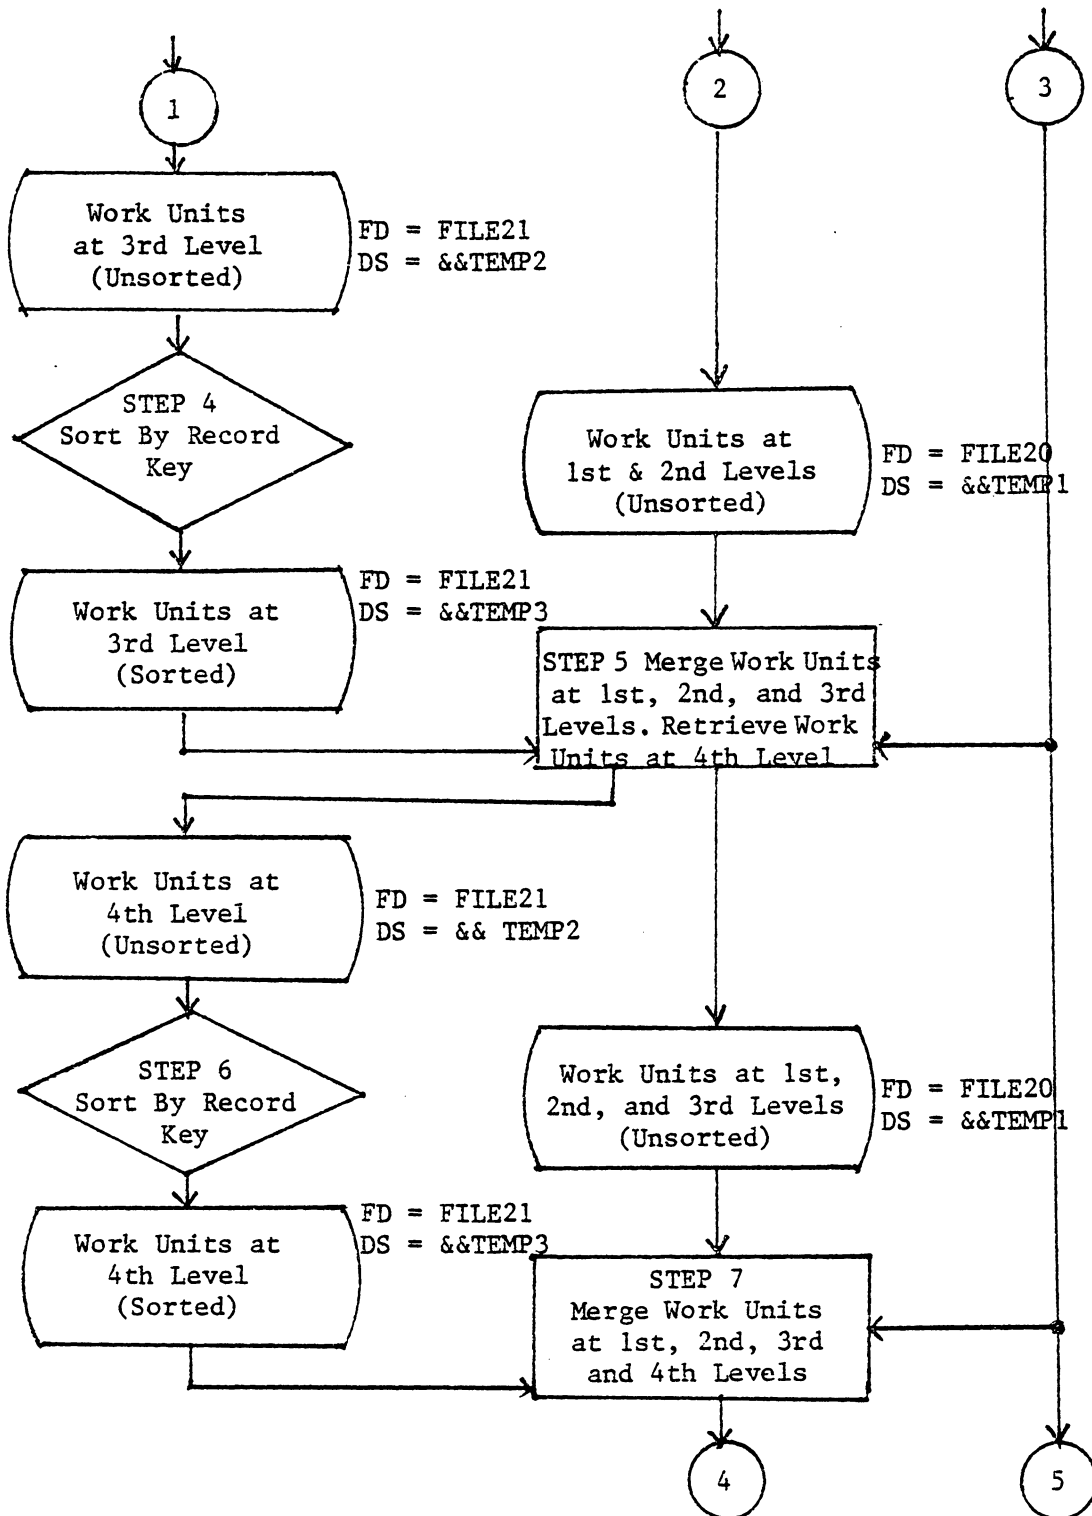 1
2
3
Work Units
at 3rd Level
(Unsorted)
FD = FILE21
DS = &&TEMP2
STEP 4
Sort By Record
Key
Work Units at
1st & 2nd Levels
(Unsorted)
FD = FILE20
DS = &&TEMP1
Work Units at
3rd Level
(Sorted)
FD = FILE21
DS = &&TEMP3
STEP 5 Merge Work Units
at 1st, 2nd, and 3rd
Levels. Retrieve Work
Units at 4th Level
Work Units at
4th Level
(Unsorted)
FD = FILE21
DS = && TEMP2
STEP 6
Sort By Record
Key
Work Units at 1st,
2nd, and 3rd Levels
(Unsorted)
FD = FILE20
DS = &&TEMP1
Work Units at
4th Level
(Sorted)
FD = FILE21
DS = &&TEMP3
STEP 7
Merge Work Units
at 1st, 2nd, 3rd
and 4th Levels
4
5